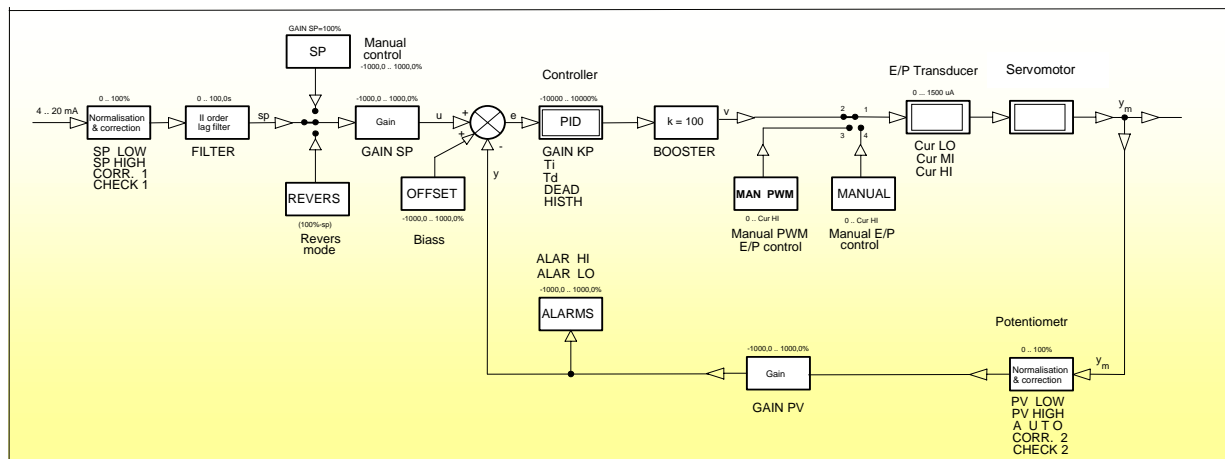 GAIN SP=100%
SP
Manual
control
-1000,0 .. 1000,0%
4 .. 20 mA
0 .. 100%
Normalisation
& correction
SP LOW
SP HIGH
CORR. 1
CHECK 1
0 .. 100,0s
II order
lag filter
FILTER
sp
REVERS
(100%-sp)
Revers
mode
-1000,0 .. 1000,0%
Gain
GAIN SP
u
+
+
-
y
e
OFFSET
-1000,0 .. 1000,0%
Biass
Controller
-10000 .. 10000%
PID
GAIN KP
Ti
Td
DEAD
HISTH
k = 100
BOOSTER
v
2
1
3
4
MAN PWM
0 .. Cur HI
Manual PWM
E/P control
MANUAL
0 .. Cur HI
Manual E/P
control
E/P Transducer
0 ... 1500 uA
Cur LO
Cur MI
Cur HI
Servomotor
ym
ALAR HI
ALAR LO
-1000,0 .. 1000,0%
ALARMS
-1000,0 .. 1000,0%
Gain
GAIN PV
Potentiometr
0 .. 100%
Normalisation
& correction
ym
PV LOW
PV HIGH
A U T O
CORR. 2
CHECK 2